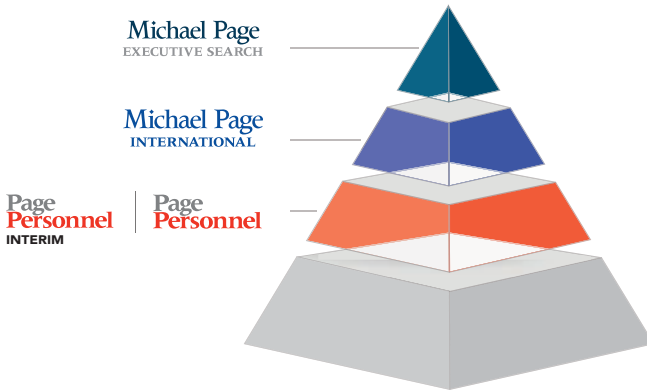 Michael Page
EXECUTIVE SEARCH
Michael Page
INTERNATIONAL
Page
Personnel
INTERIM
Page
Personnel